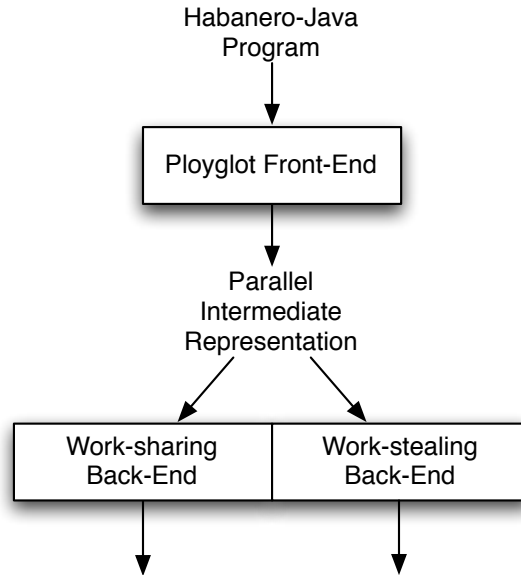 Habanero-Java
Program
Ployglot Front-End
Parallel
Intermediate
Representation
Work-sharing
Back-End
Work-stealing
Back-End